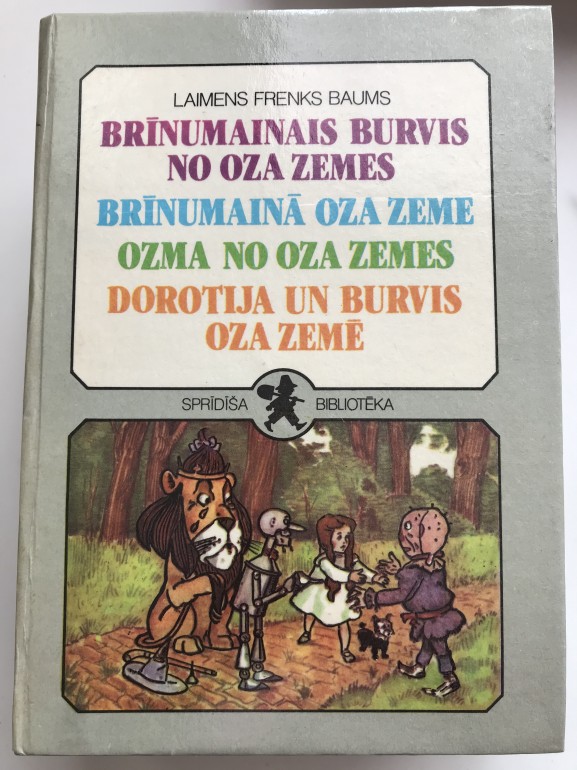 LAIMENS FRENKS BAUMS
BRĪNUMAINAIS BURVIS
NO OZA ZEMES
BRĪNUMAINĀ OZA ZEME
OZMA NO OZA ZEMES
DOROTIJA UN BURVIS
OZA ZEMĒ
SPRĪDĪŠA BIBLIOTĒKA